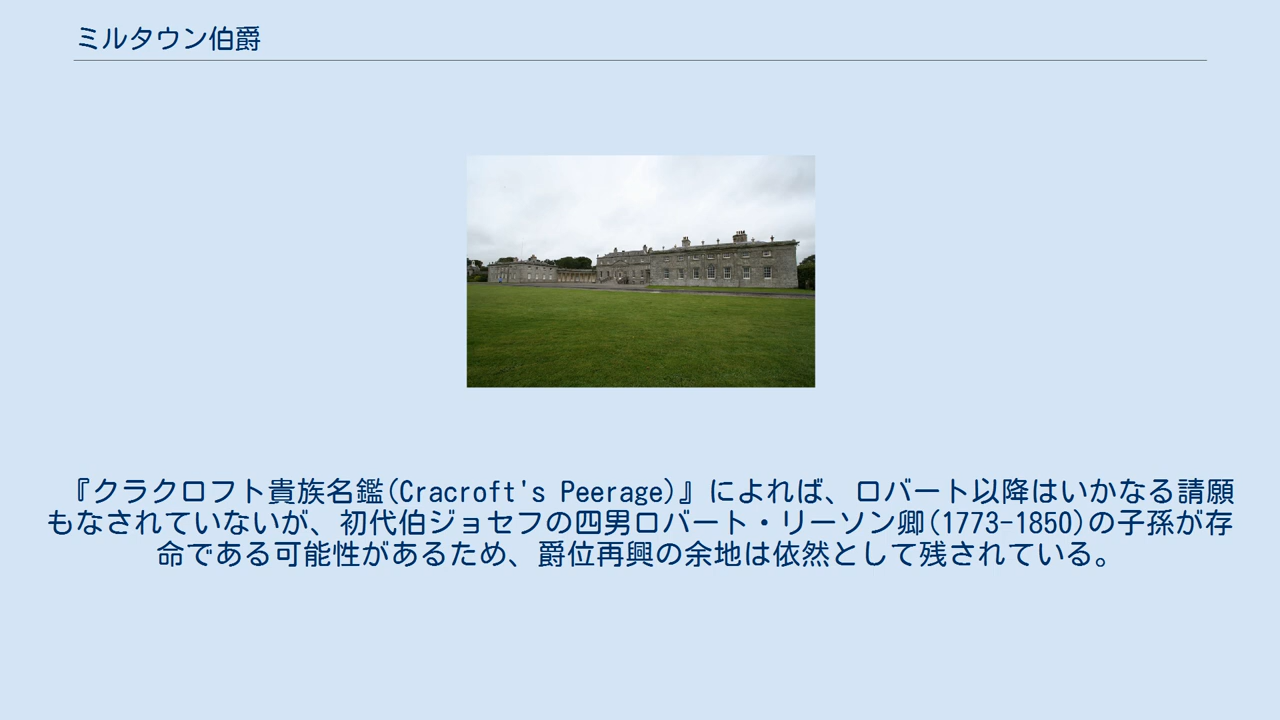 ミルタウン伯爵
『クラクロフト貴族名鑑(Cracroft's Peerage)』によれば、ロバート以降はいかなる請願
もなされていないが、初代伯ジョセフの四男ロバート・リーソン卿(1773-1850)の子孫が存
命である可能性があるため、爵位再興の余地は依然として残されている。